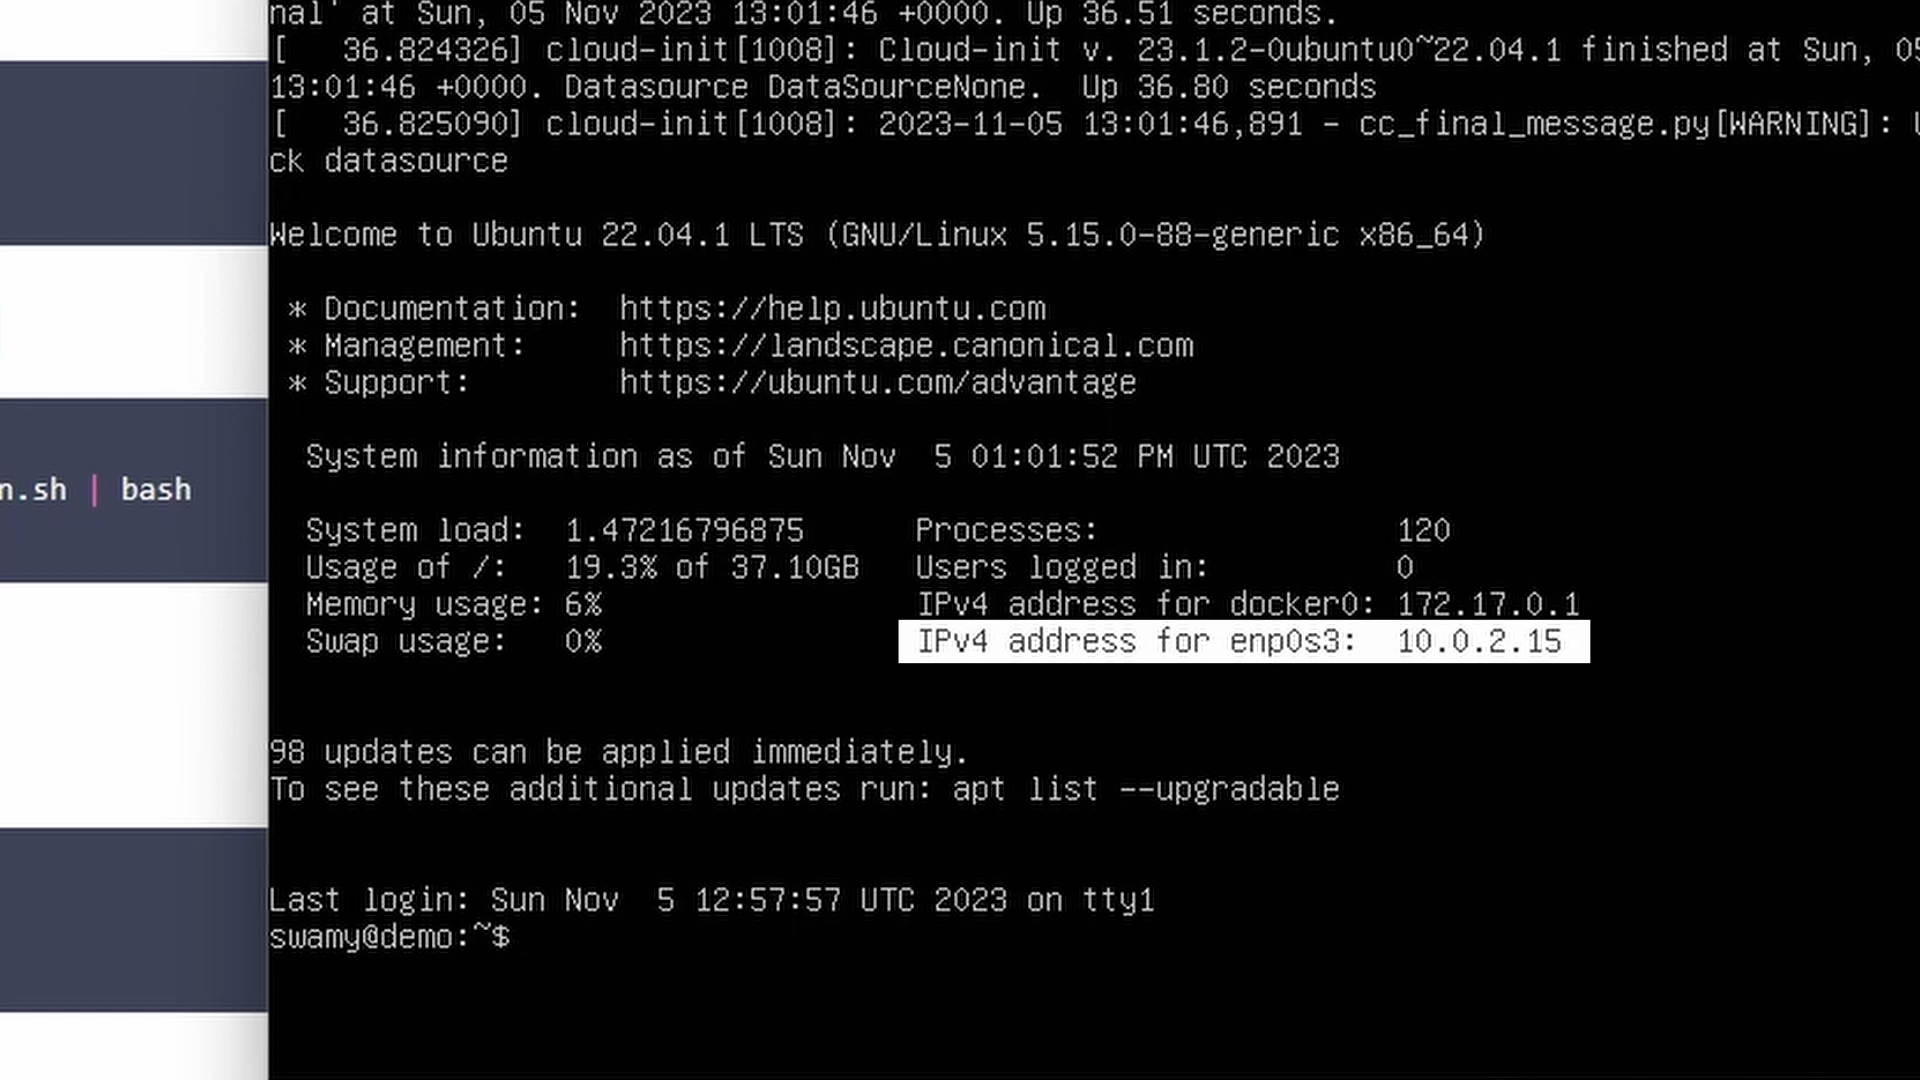 nal' at Sun, 05 Nov 2023 13:01:46 +0000. Up 36.51 seconds.
[   36.824326] cloud-init[1008]: Cloud-init v. 23.1.2-0ubuntu0~22.04.1 finished at Sun, 05
13:01:46 +0000. Datasource DataSourceNone.  Up 36.80 seconds
[   36.825090] cloud-init[1008]: 2023-11-05 13:01:46,891 - cc_final_message.py[WARNING]:
ck datasource
Welcome to Ubuntu 22.04.1 LTS (GNU/Linux 5.15.0-88-generic x86_64)
* Documentation:  https://help.ubuntu.com
* Management:     https://landscape.canonical.com
* Support:        https://ubuntu.com/advantage
System information as of Sun Nov  5 01:01:52 PM UTC 2023
n.sh | bash
System load:  1.47216796875      Processes:                120
Usage of /:   19.3% of 37.10GB   Users logged in:          0
Memory usage: 6%                 IPv4 address for docker0: 172.17.0.1
Swap usage:   0%                 IPv4 address for enp0s3:  10.0.2.15
98 updates can be applied immediately.
To see these additional updates run: apt list --upgradable
Last login: Sun Nov  5 12:57:57 UTC 2023 on tty1
swamy@demo:~$